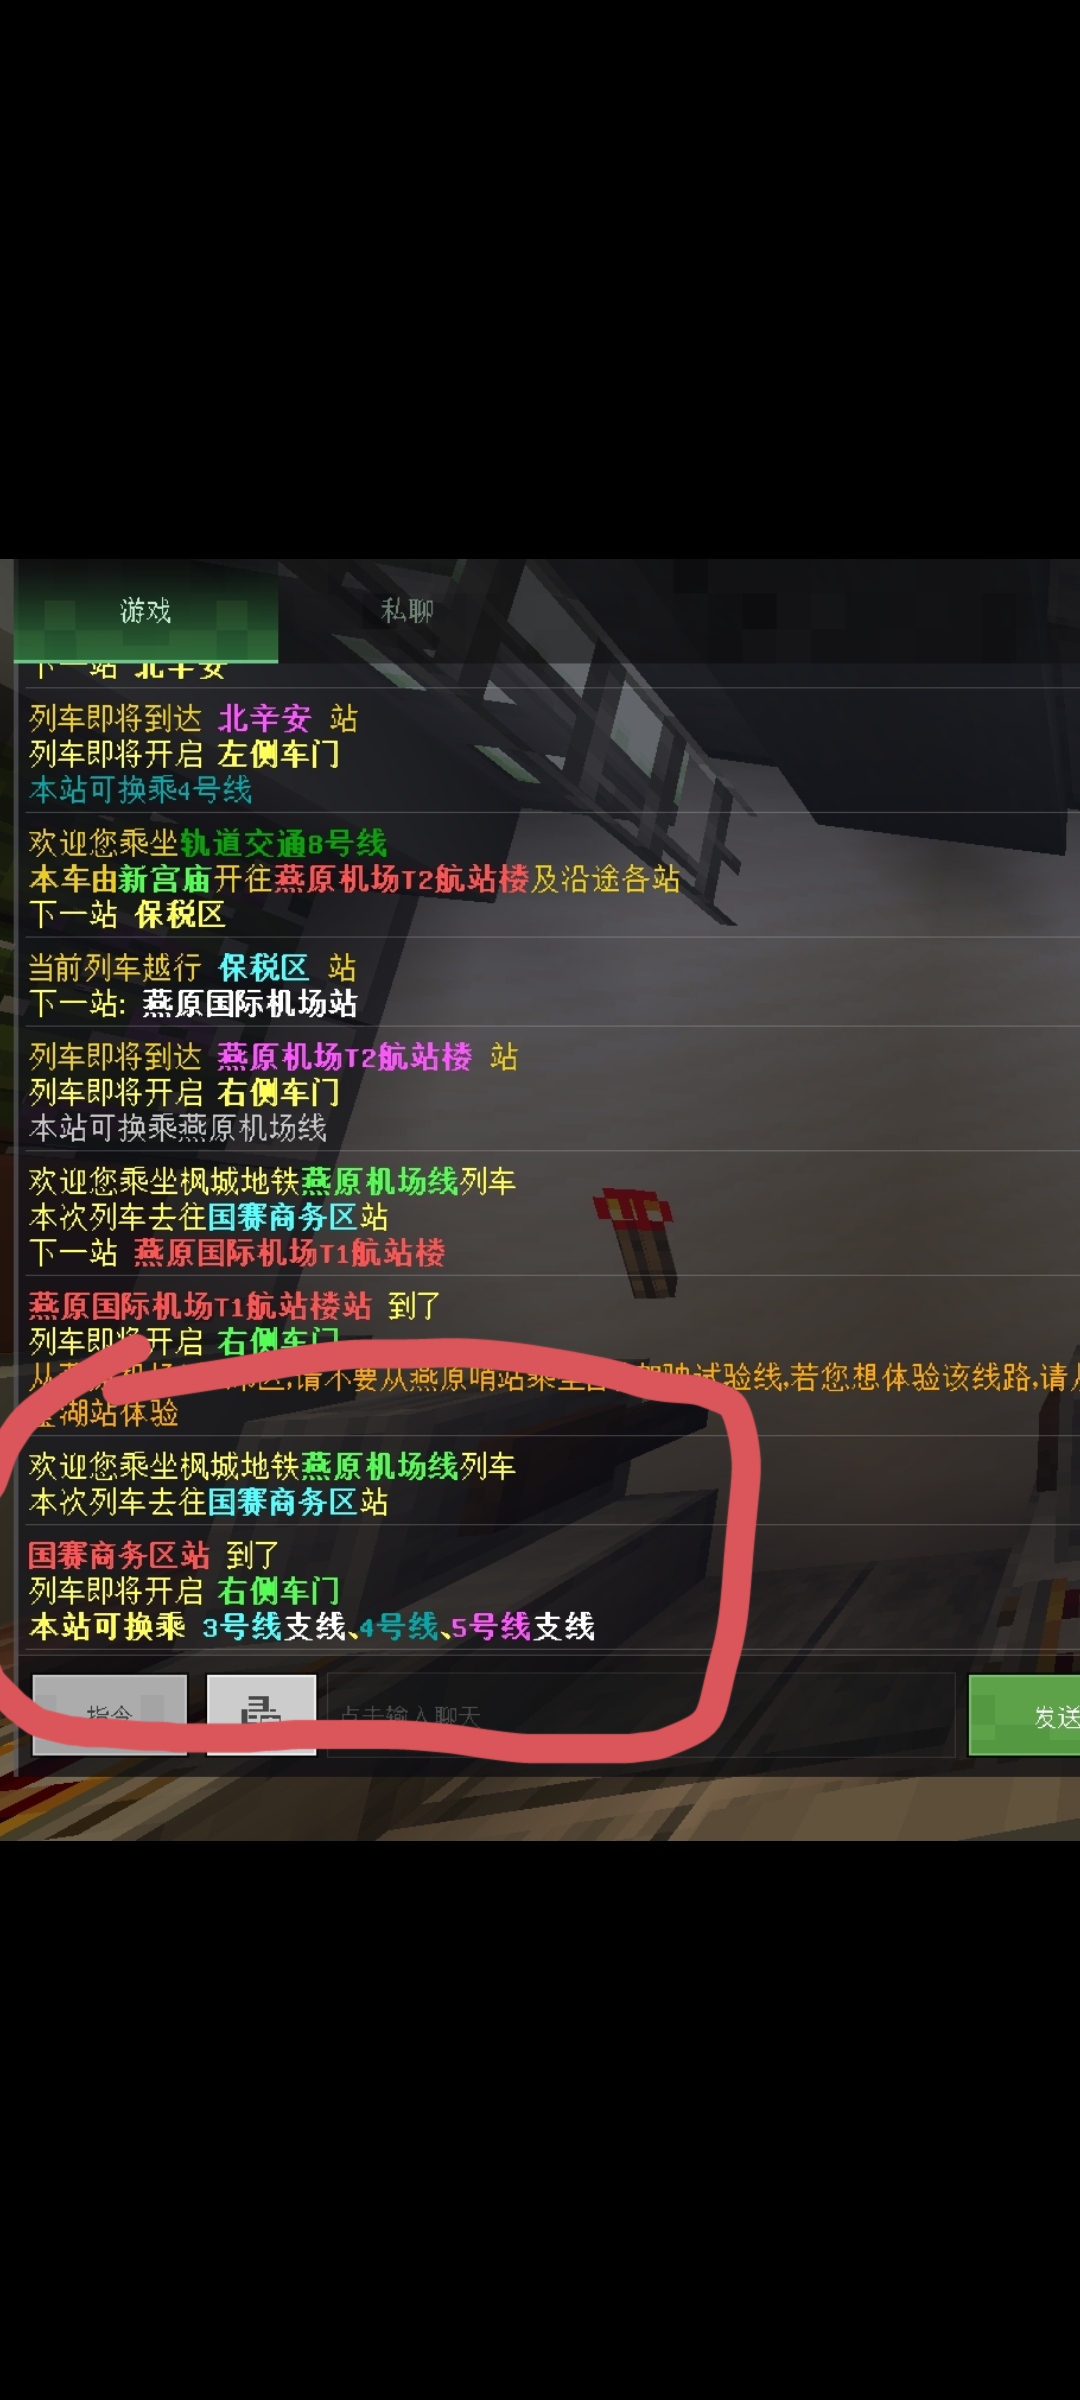 游戏
私聊
下一站 北辛安
列车即将到达 北辛安 站
列车即将开启 左侧车门
本站可换乘4号线
欢迎您乘坐轨道交通8号线
本车由新宫庙开往燕原机场T2航站楼及沿途各站
下一站 保税区
当前列车越行 保税区 站
下一站: 燕原国际机场站
列车即将到达 燕原机场T2航站楼 站
列车即将开启 右侧车门
本站可换乘燕原机场线
欢迎您乘坐枫城地铁燕原机场线列车
本次列车去往国赛商务区站
下一站 燕原国际机场T1航站楼
燕原国际机场T1航站楼站 到了
列车即将开启 右侧车门
,请不要从燕原哨站乘坐 驾驶试验线,若您想体验该线路,请
湖站体验
欢迎您乘坐枫城地铁燕原机场线列车
本次列车去往国赛商务区站
国赛商务区站 到了
列车即将开启 右侧车门
本站可换乘 3号线支线、4号线、5号线支线
指令
点击输入聊天
发送